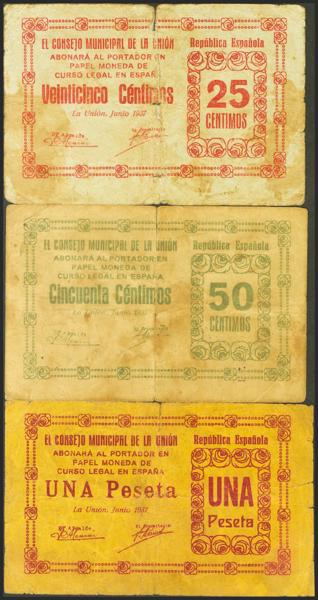 EL CONSEJO MUNICIPAL DE LA UNIÓN
ABONARÁ AL PORTADOR EN
PAPEL MONEDA DE
CURSO LEGAL EN ESPAÑA
Veinticinco Céntimos
La Unión, Junio 1937
República Española
25
CENTIMOS
EL CONSEJO MUNICIPAL DE LA UNIÓN
ABONARÁ AL PORTADOR EN
PAPEL MONEDA DE
CURSO LEGAL EN ESPAÑA
Cincuenta Céntimos
La Unión, Junio 1937
República Española
50
CENTIMOS
EL CONSEJO MUNICIPAL DE LA UNIÓN
ABONARÁ AL PORTADOR EN
PAPEL MONEDA DE
CURSO LEGAL EN ESPAÑA
UNA Peseta
La Unión, Junio 1937
República Española
UNA
Peseta